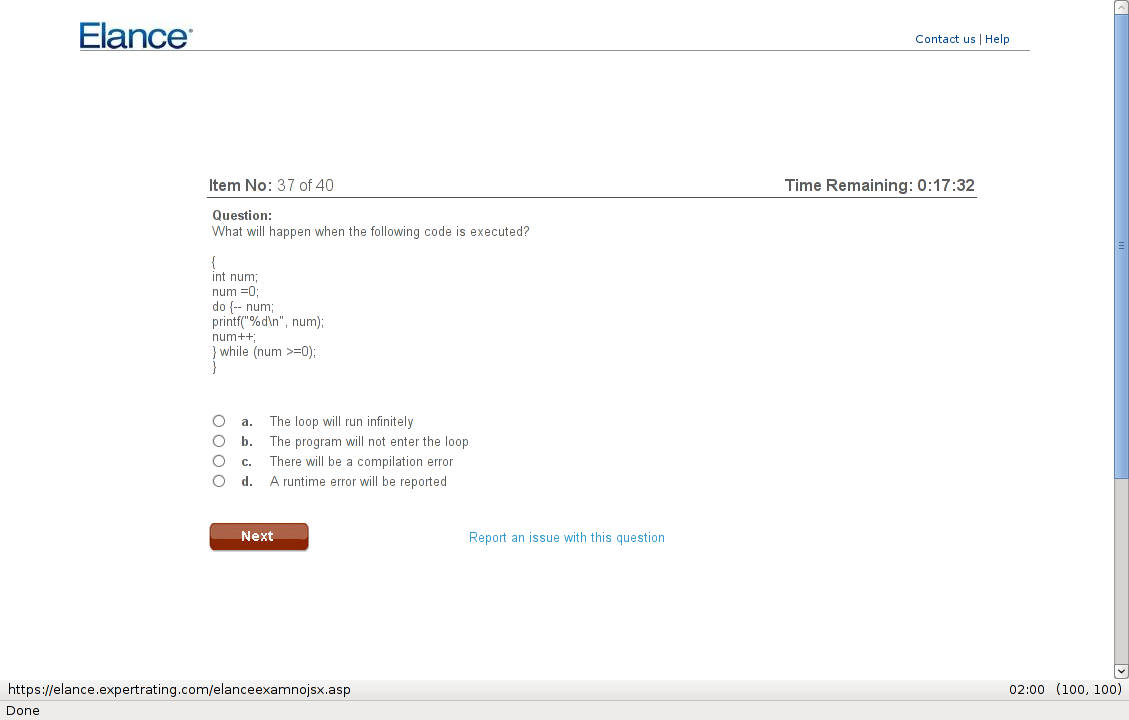 Elance
Contact us | Help
Item No: 37 of 40
Time Remaining: 0:17:32
Question:
What will happen when the following code is executed?
{
int num;
num =0;
do {-- num;
printf("%d\n", num);
num++;
} while (num >=0);
}
a. The loop will run infinitely
b. The program will not enter the loop
c. There will be a compilation error
d. A runtime error will be reported
Next
Report an issue with this question
https://elance.expertrating.com/elanceexamnojsx.asp
02:00 (100, 100)
Done